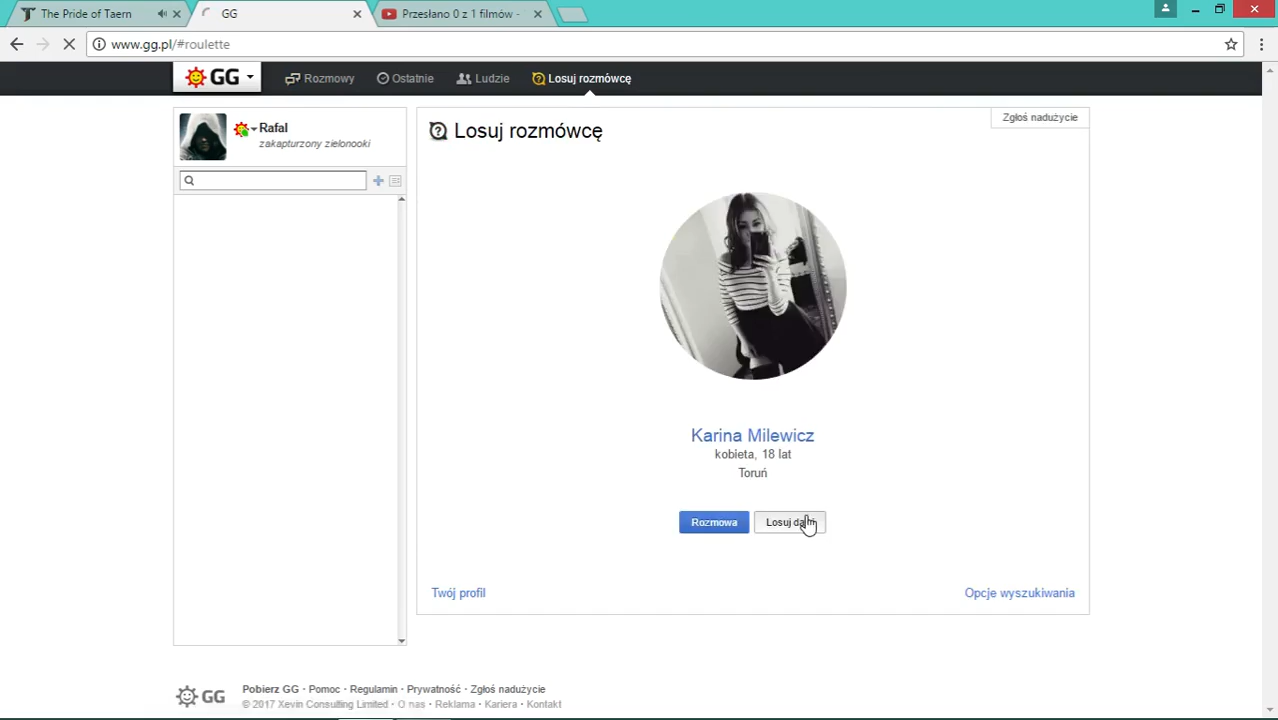 The Pride of Taern
GG
Przesłano 0 z 1 filmów -
www.gg.pl/#roulette
GG
Rozmowy
Ostatnie
Ludzie
Losuj rozmówcę
Rafal
zakapturzony zielonooki
Losuj rozmówcę
Zgłoś nadużycie
Karina Milewicz
kobieta, 18 lat
Toruń
Rozmowa
Losuj
Twój profil
Opcje wyszukiwania
GG
Pobierz GG · Pomoc · Regulamin · Prywatność · Zgłoś nadużycie
© 2017 Xevin Consulting Limited · O nas · Reklama · Kariera · Kontakt